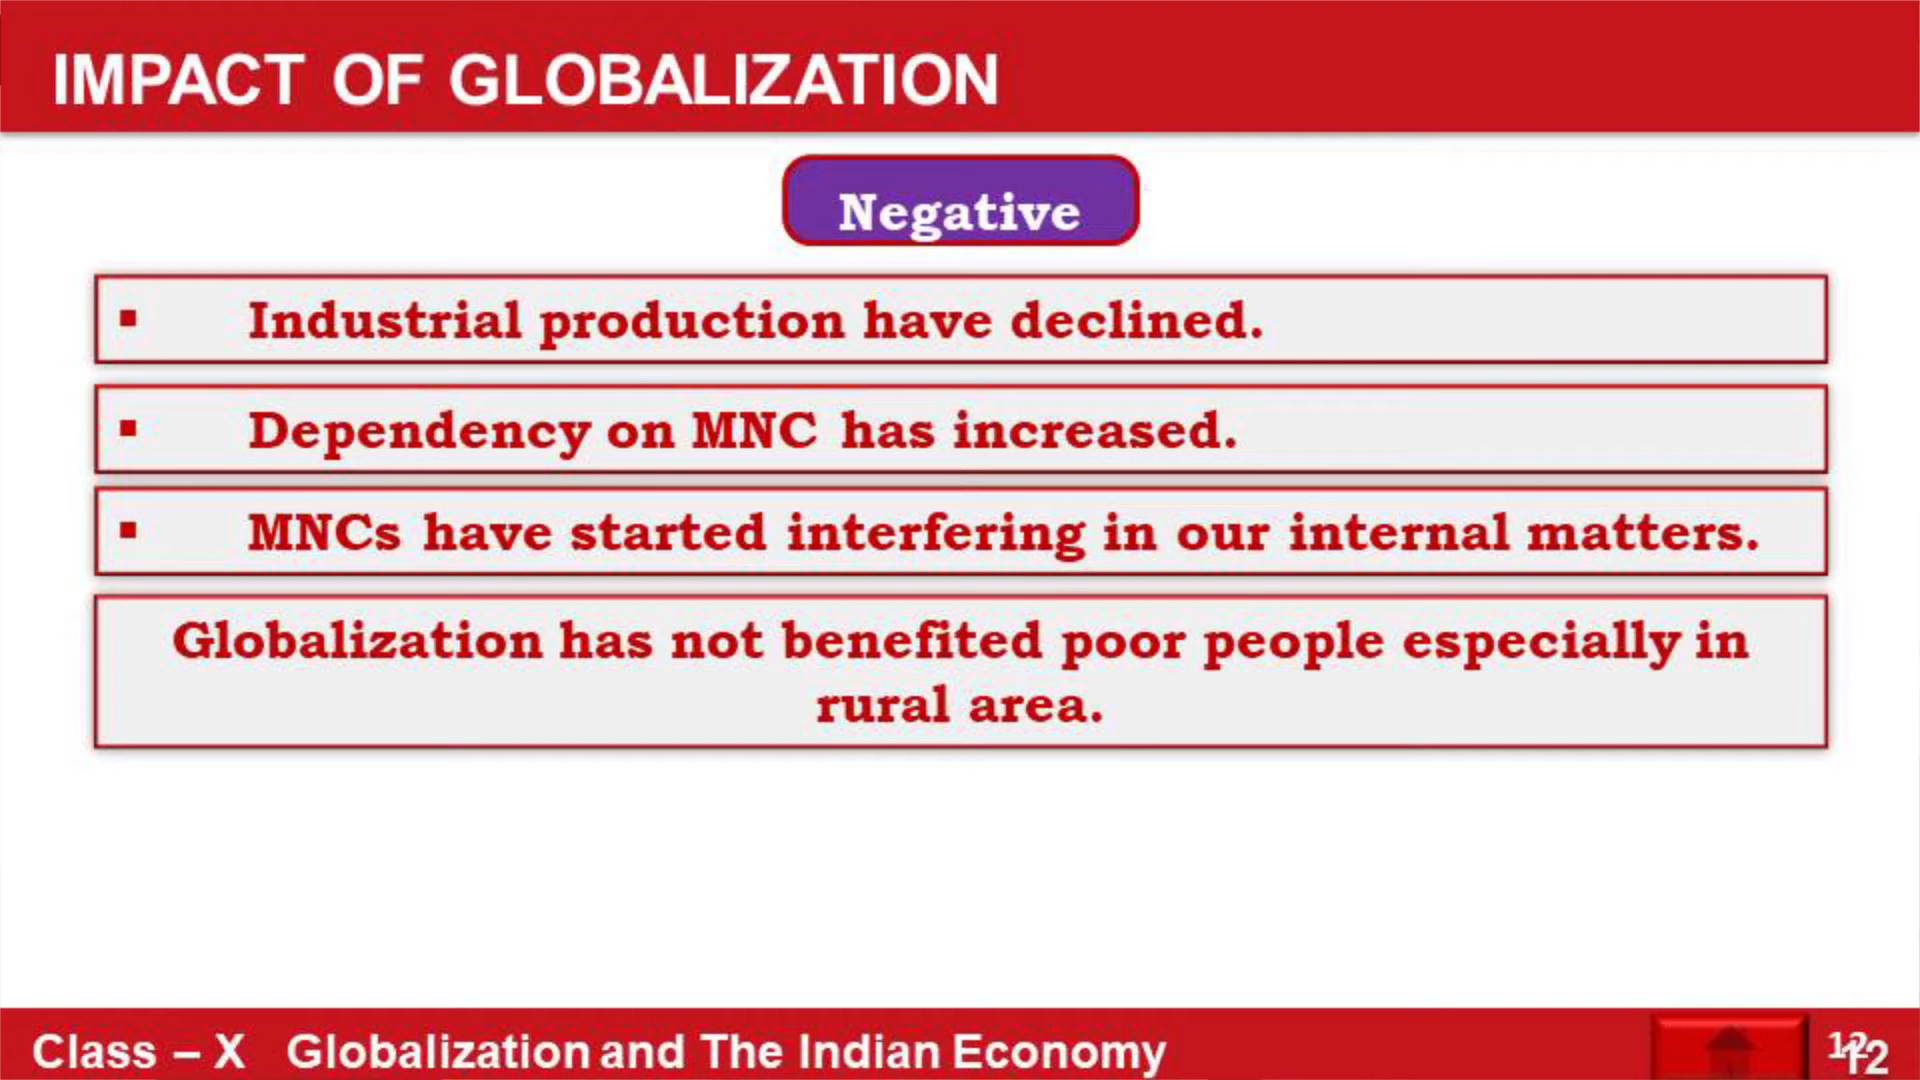 IMPACT OF GLOBALIZATION
Negative
▪ Industrial production have declined.
▪ Dependency on MNC has increased.
▪ MNCs have started interfering in our internal matters.
Globalization has not benefited poor people especially in
rural area.
Class – X Globalization and The Indian Economy
12